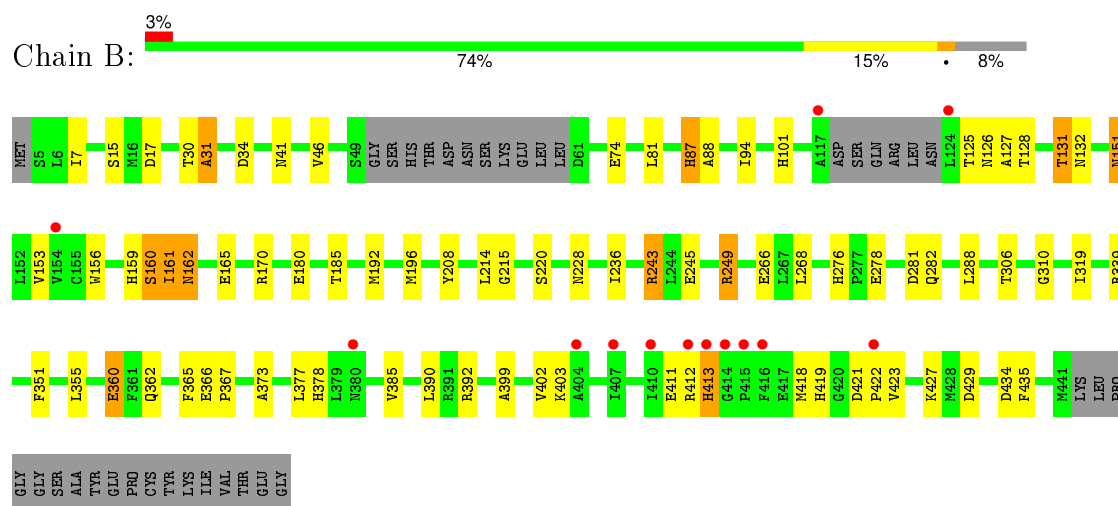 3%
Chain B:
74% 15% • 8%
MET S5 L6 I7 S15 M16 D17 T30 A31 D34 N41 V46 S49 GLY SER HIS THR ASP ASN SER LYS GLU LEU LEU D61 E74 L81 H87 A88 I94 H101 A117 ASP SER GLN ARG LEU ASN L124 T125 N126 A127 T128 T131 N132 N151
L152 V153 V154 C155 W156 H159 S160 I161 N162 E165 R170 E180 T185 M192 M196 Y208 L214 G215 S220 N228 I236 R243 L244 E245 R249 E266 L267 L268 H276 P277 E278 D281 Q282 L288 T306 G310 I319
F351 L355 E360 F361 Q362 F365 E366 P367 A373 L377 H378 L379 N380 V385 L390 R391 R392 A399 V402 K403 A404 I407 I410 E411 R412 H413 G414 P415 F416 E417 M418 H419 G420 D421 P422 V423 K427 M428 D429 D434 F435 M441 LYS LEU PRO
GLY GLY SER ALA TYR GLU PRO CYS TYR LYS ILE VAL THR GLU GLY